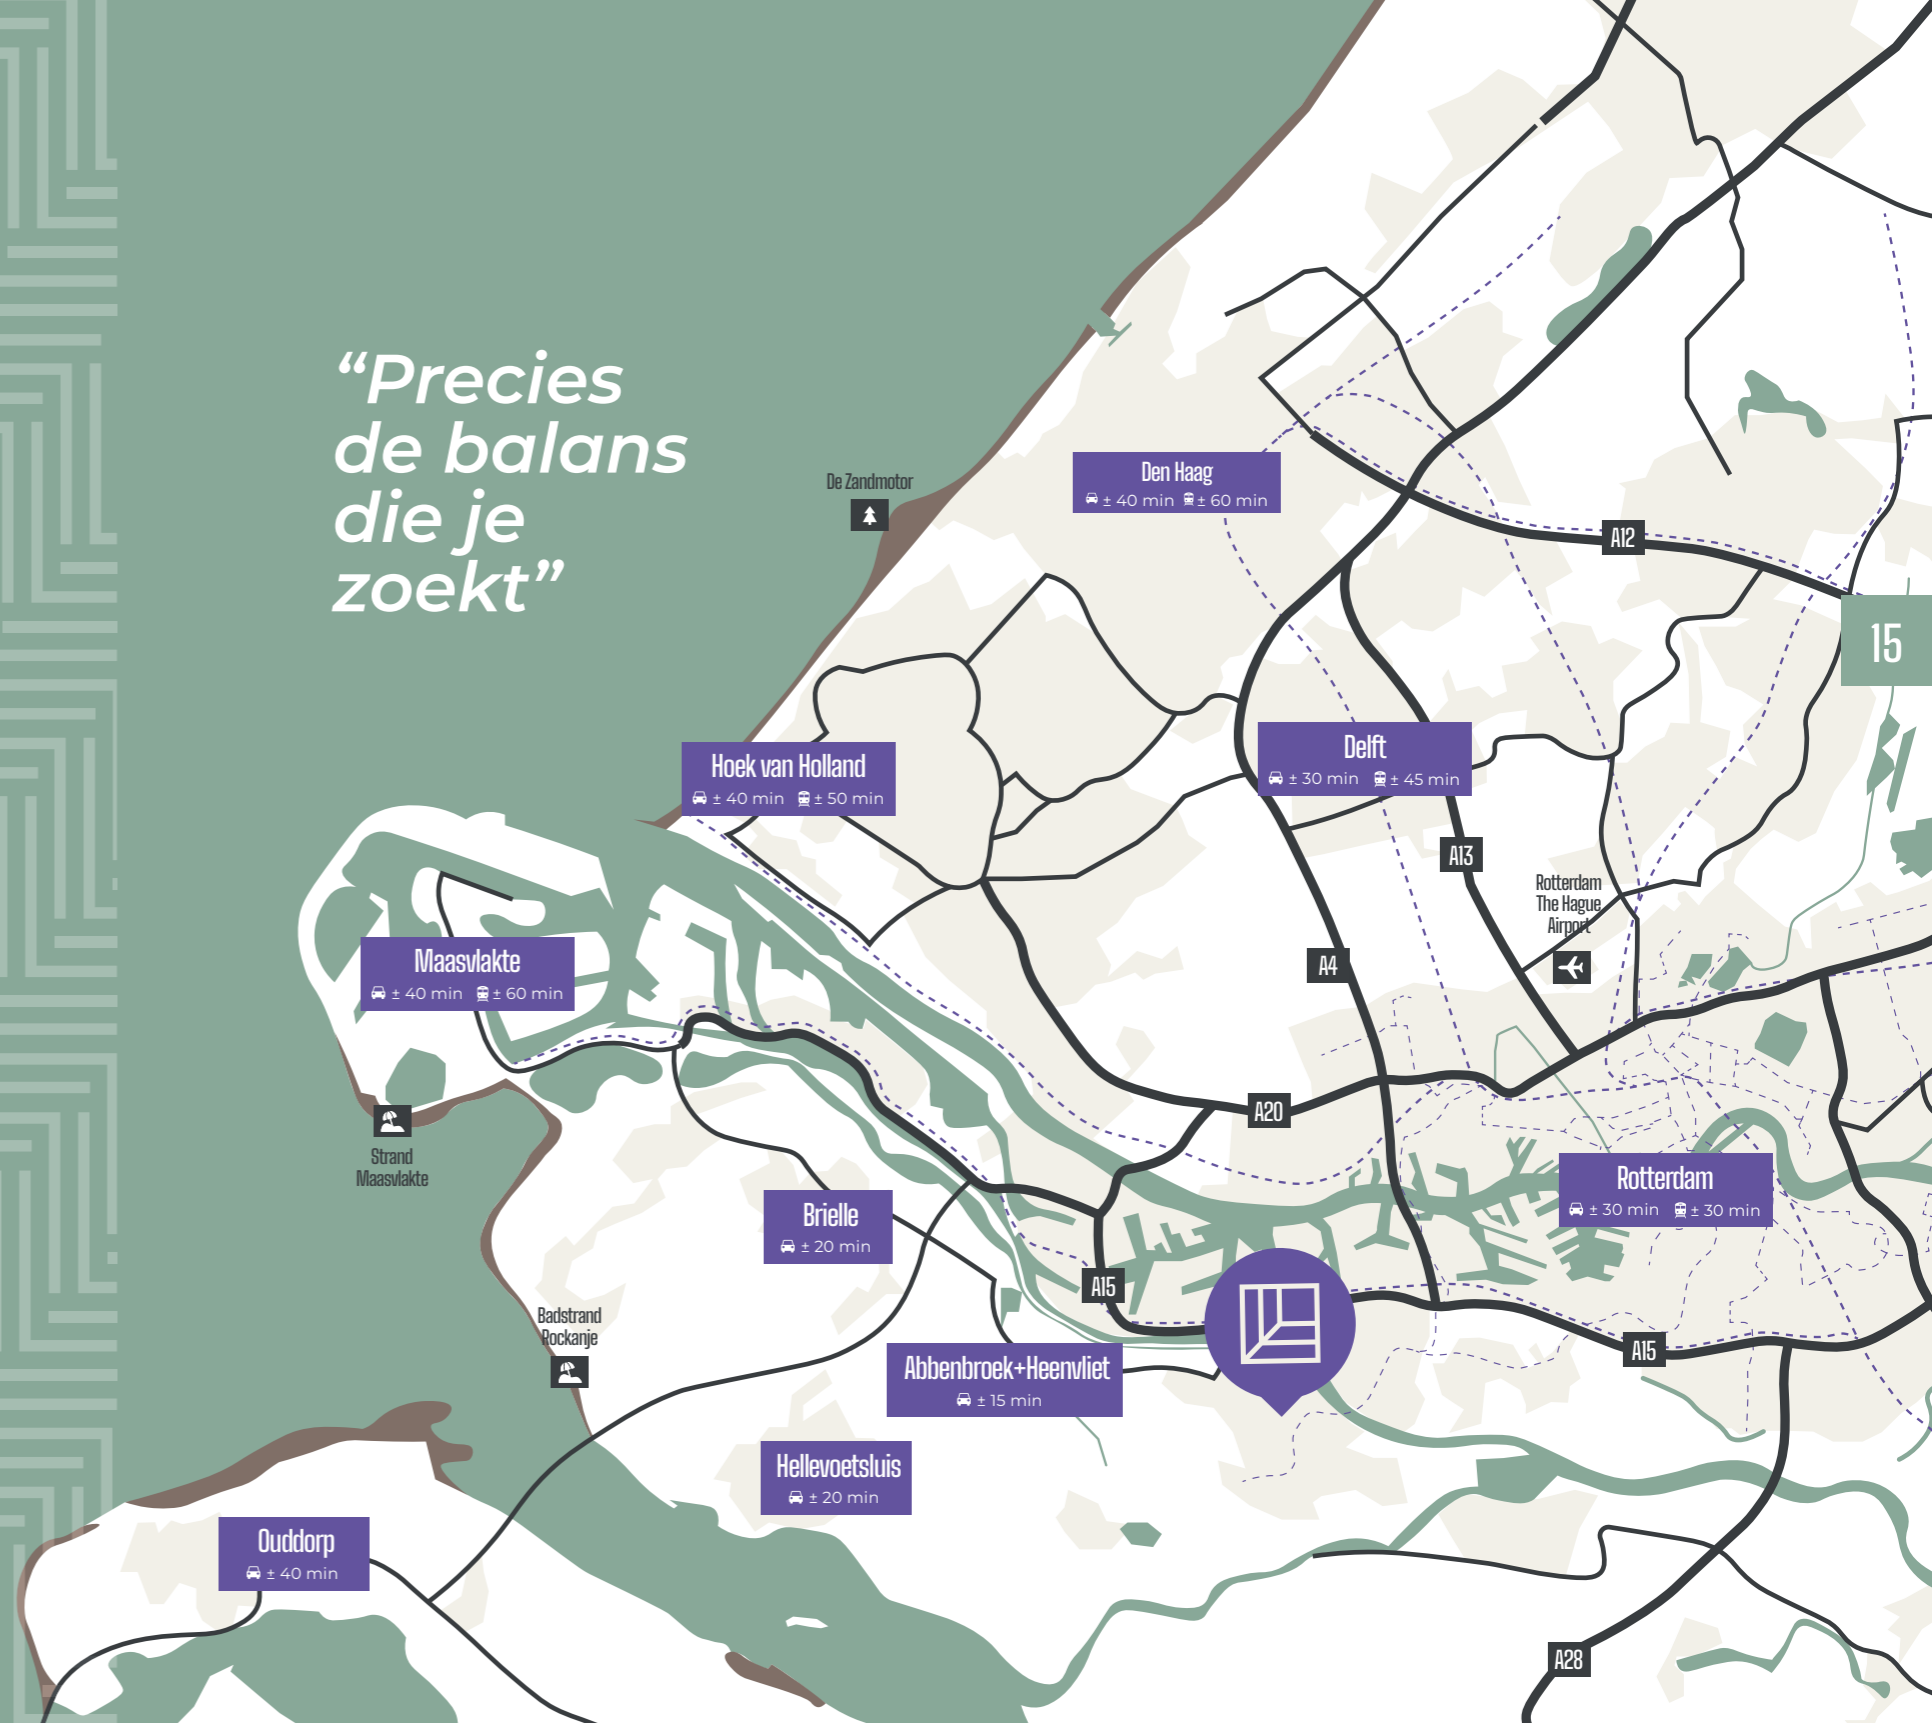 “Precies
de balans
die je
zoekt”
De Zandmotor
Den Haag
± 40 min ± 60 min
A12
15
Delft
± 30 min ± 45 min
Hoek van Holland
± 40 min ± 50 min
A13
Rotterdam
The Hague
Airport
Maasvlakte
± 40 min ± 60 min
A4
A20
Strand
Maasvlakte
Rotterdam
± 30 min ± 30 min
Brielle
± 20 min
A15
Badstrand
Rockanje
A15
Abbenbroek+Heenvliet
± 15 min
Hellevoetsluis
± 20 min
Ouddorp
± 40 min
A28